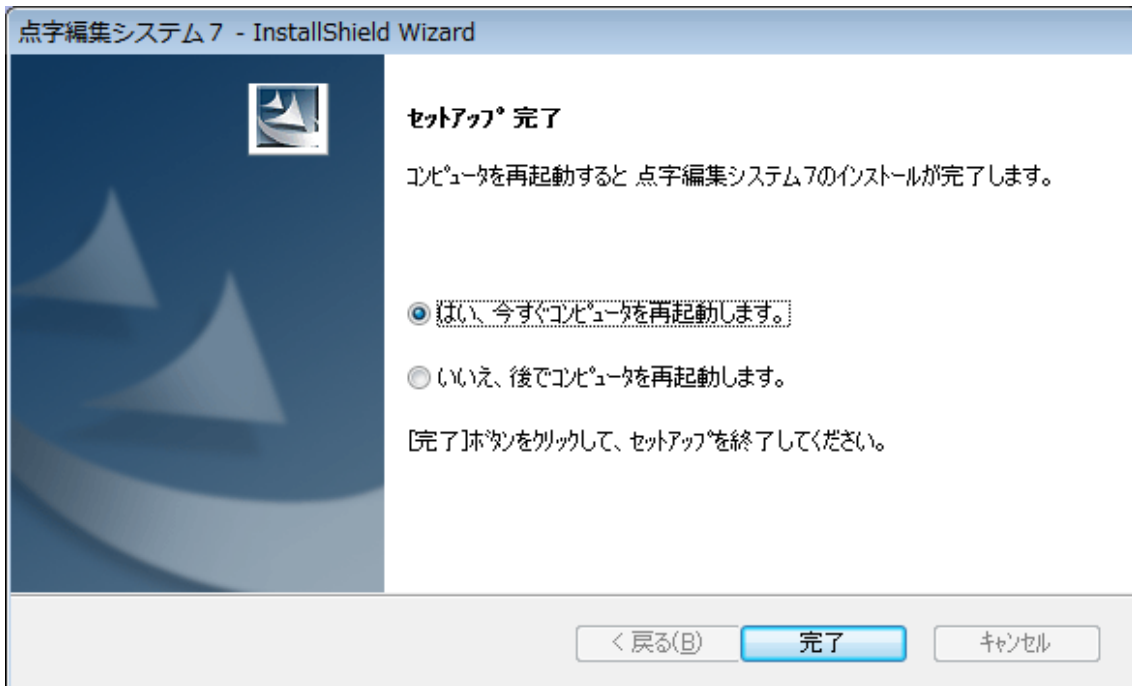 点字編集システム７ - InstallShield Wizard
ｾｯﾄｱｯﾌﾟ 完了
ｺﾝﾋﾟｭｰﾀを再起動すると 点字編集システム７のｲﾝｽﾄｰﾙが完了します。
はい、今すぐｺﾝﾋﾟｭｰﾀを再起動します。
いいえ、後でｺﾝﾋﾟｭｰﾀを再起動します。
[完了]ﾎﾞﾀﾝをｸﾘｯｸして、ｾｯﾄｱｯﾌﾟを終了してください。
< 戻る(B)
完了
ｷｬﾝｾﾙ